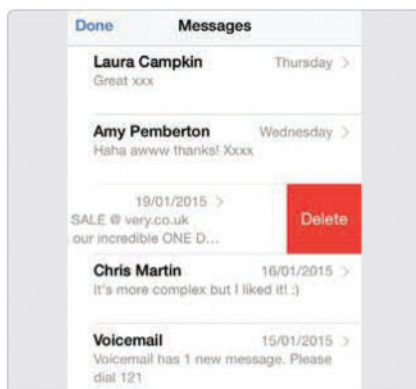 Done Messages
Laura Campkin Thursday >
Great xxx
Amy Pemberton Wednesday >
Haha awww thanks! Xxxx
19/01/2015 >
SALE @ very.co.uk
our incredible ONE D...
Delete
Chris Martin 16/01/2015 >
It's more complex but I liked it! :)
Voicemail 15/01/2015 >
Voicemail has 1 new message. Please
dial 121